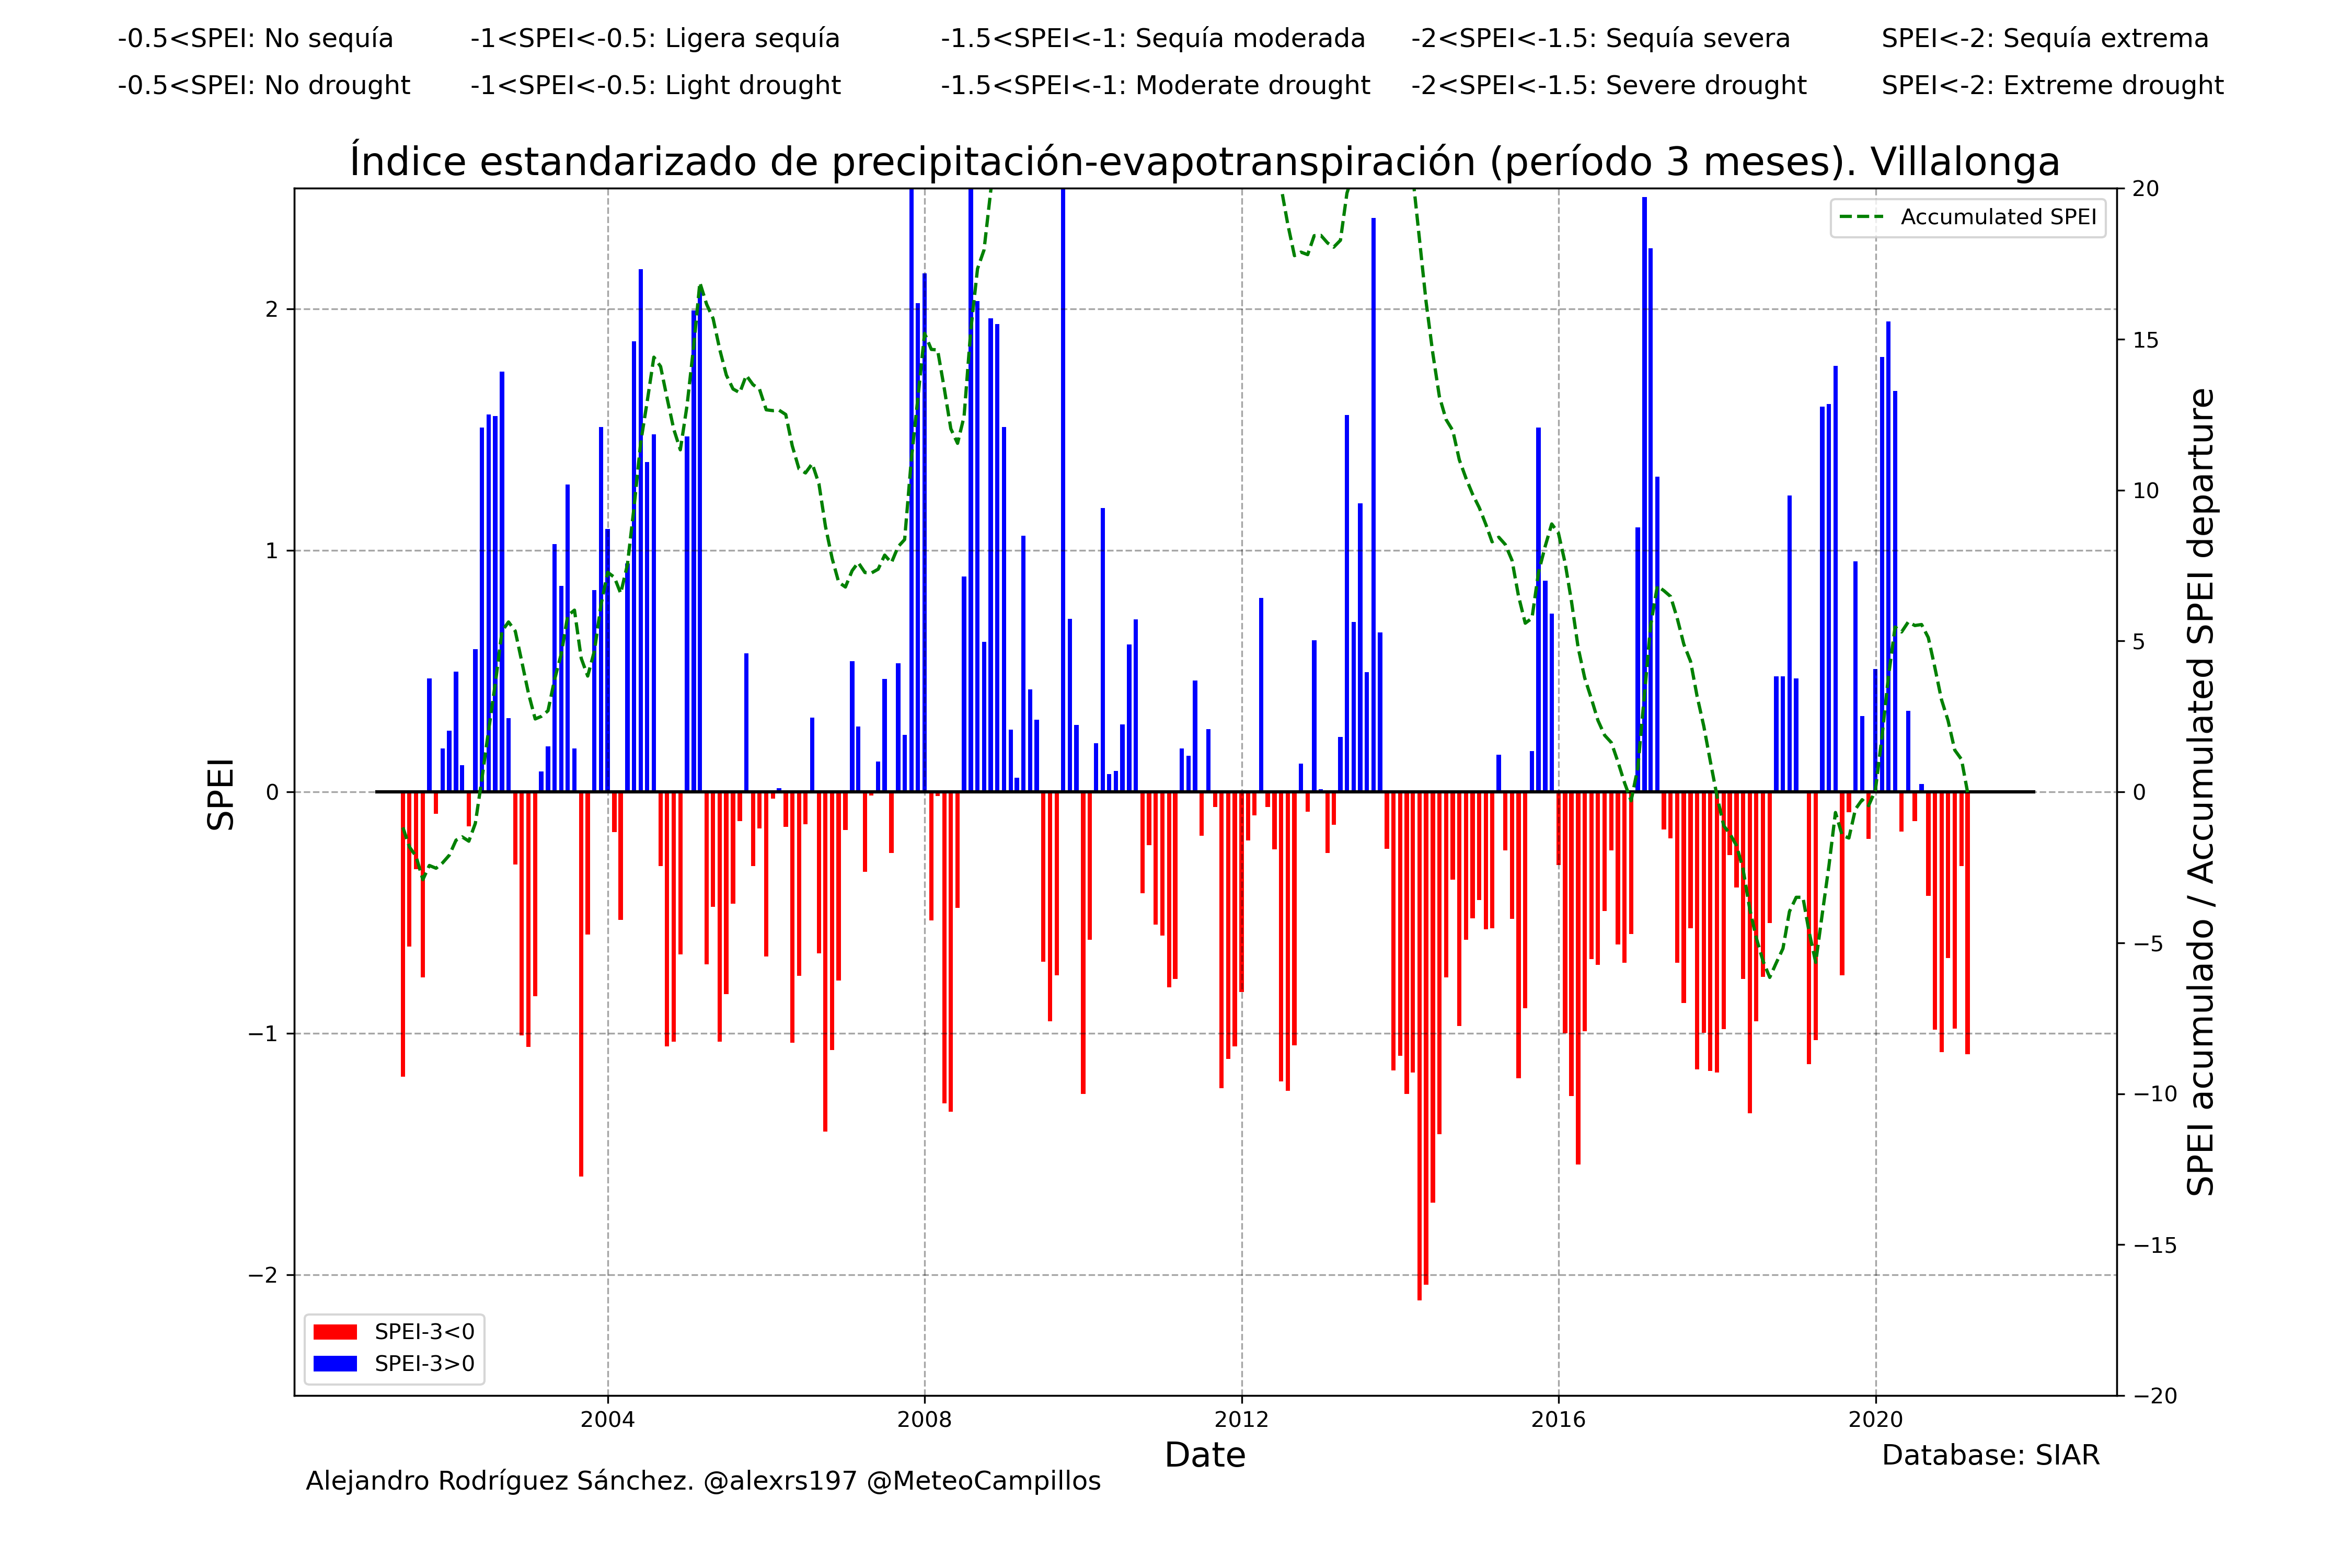 -0.5<SPEI: No sequía -1<SPEI<-0.5: Ligera sequía -1.5<SPEI<-1: Sequía moderada -2<SPEI<-1.5: Sequía severa SPEI<-2: Sequía extrema
-0.5<SPEI: No drought -1<SPEI<-0.5: Light drought -1.5<SPEI<-1: Moderate drought -2<SPEI<-1.5: Severe drought SPEI<-2: Extreme drought
Índice estandarizado de precipitación-evapotranspiración (período 3 meses). Villalonga
Accumulated SPEI
SPEI
2
1
0
−1
−2
20
15
10
5
0
−5
−10
−15
−20
SPEI acumulado / Accumulated SPEI departure
SPEI-3<0
SPEI-3>0
2004 2008 2012 2016 2020
Date
Database: SIAR
Alejandro Rodríguez Sánchez. @alexrs197 @MeteoCampillos